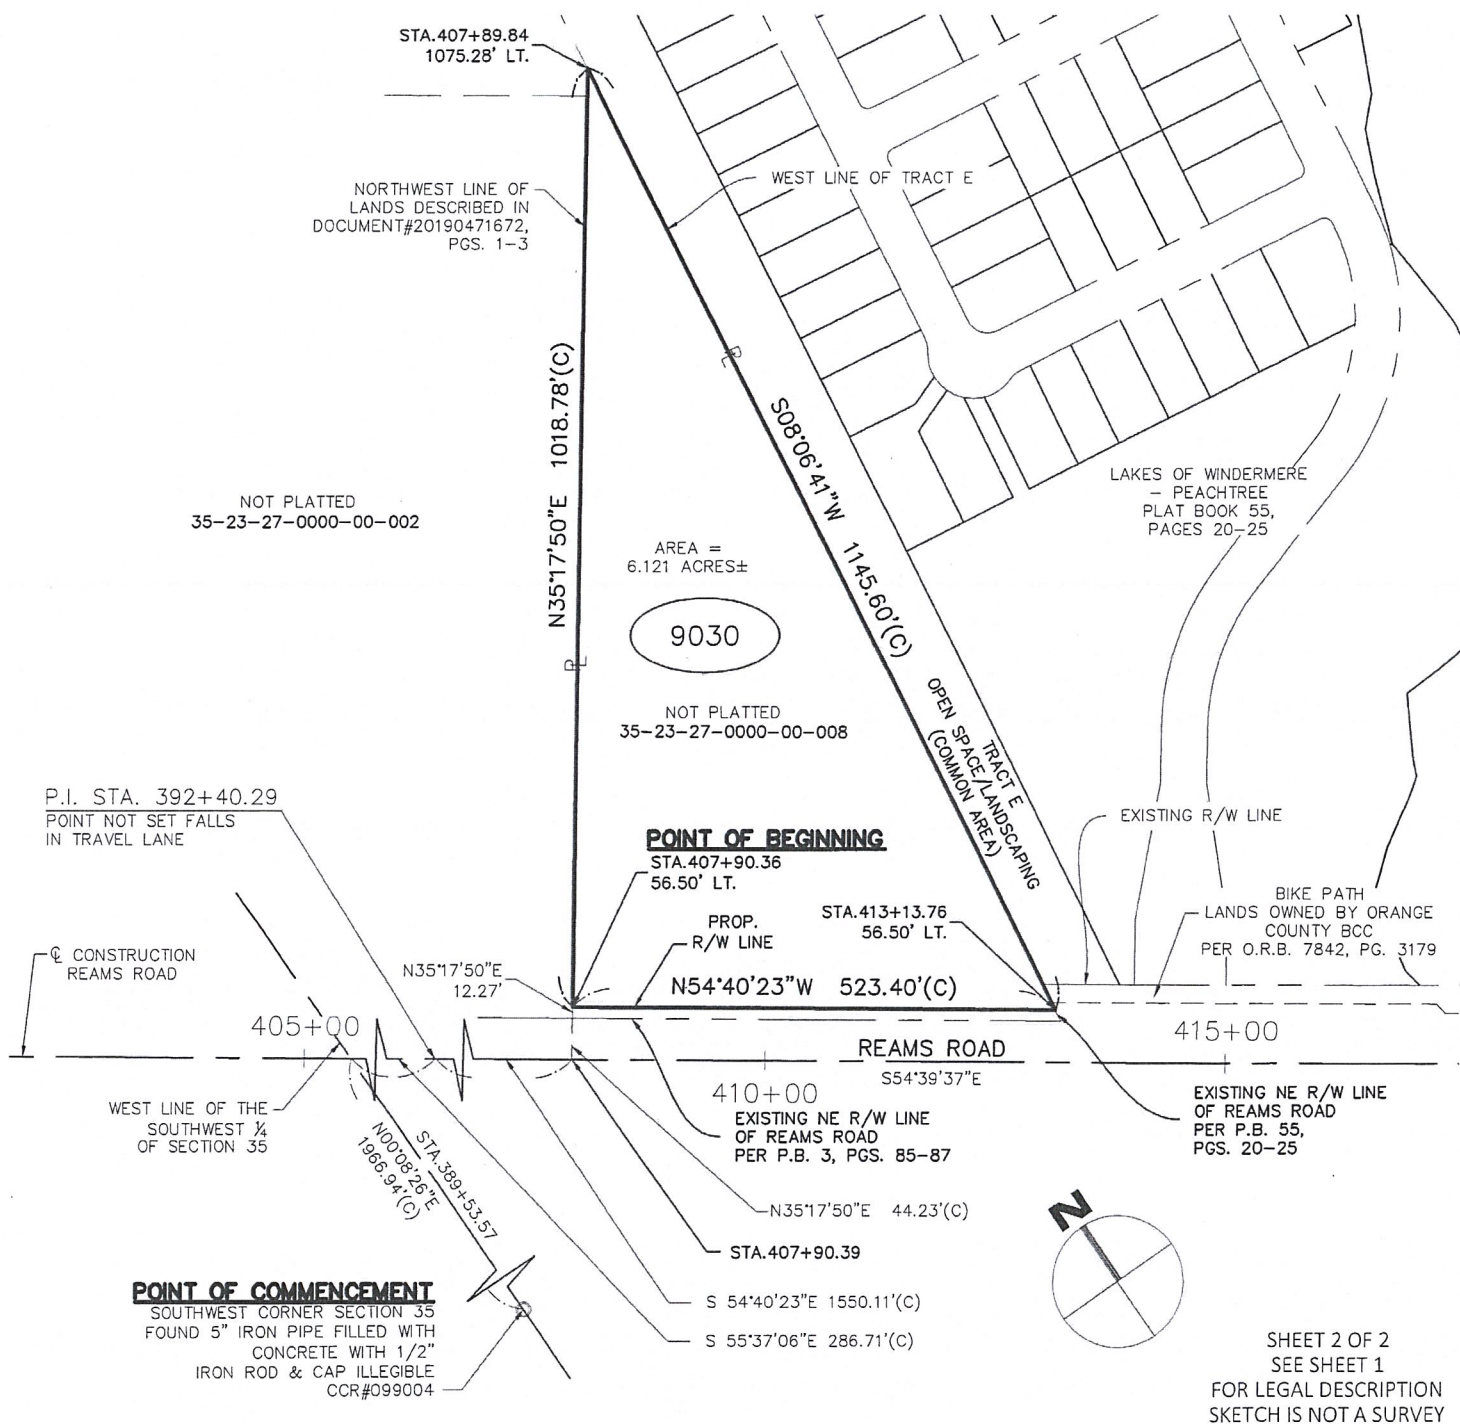 STA.407+89.84
1075.28' LT.
NORTHWEST LINE OF
LANDS DESCRIBED IN
DOCUMENT#20190471672,
PGS. 1-3
WEST LINE OF TRACT E
N35°17'50"E 1018.78'(C)
S08°06'41"W 1145.60'(C)
NOT PLATTED
35-23-27-0000-00-002
AREA =
6.121 ACRES±
9030
NOT PLATTED
35-23-27-0000-00-008
LAKES OF WINDERMERE
- PEACHTREE
PLAT BOOK 55,
PAGES 20-25
TRACT E
OPEN SPACE/LANDSCAPING
(COMMON AREA)
P.I. STA. 392+40.29
POINT NOT SET FALLS
IN TRAVEL LANE
POINT OF BEGINNING
STA.407+90.36
56.50' LT.
EXISTING R/W LINE
PROP.
R/W LINE
STA.413+13.76
56.50' LT.
BIKE PATH
LANDS OWNED BY ORANGE
COUNTY BCC
PER O.R.B. 7842, PG. 3179
℄ CONSTRUCTION
REAMS ROAD
N35°17'50"E
12.27'
N54°40'23"W 523.40'(C)
405+00
410+00
415+00
REAMS ROAD
S54°39'37"E
WEST LINE OF THE
SOUTHWEST ¼
OF SECTION 35
STA.389+53.57
N00°08'26"E
1966.94'(C)
EXISTING NE R/W LINE
OF REAMS ROAD
PER P.B. 3, PGS. 85-87
EXISTING NE R/W LINE
OF REAMS ROAD
PER P.B. 55,
PGS. 20-25
N35°17'50"E 44.23'(C)
STA.407+90.39
S 54°40'23"E 1550.11'(C)
S 55°37'06"E 286.71'(C)
POINT OF COMMENCEMENT
SOUTHWEST CORNER SECTION 35
FOUND 5" IRON PIPE FILLED WITH
CONCRETE WITH 1/2"
IRON ROD & CAP ILLEGIBLE
CCR#099004
N
SHEET 2 OF 2
SEE SHEET 1
FOR LEGAL DESCRIPTION
SKETCH IS NOT A SURVEY